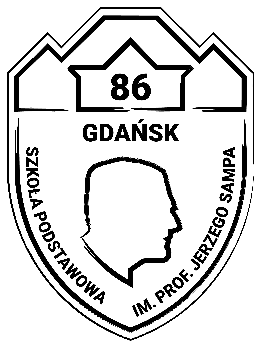 86
GDAŃSK
SZKOŁA PODSTAWOWA
IM. PROF. JERZEGO SAMPA